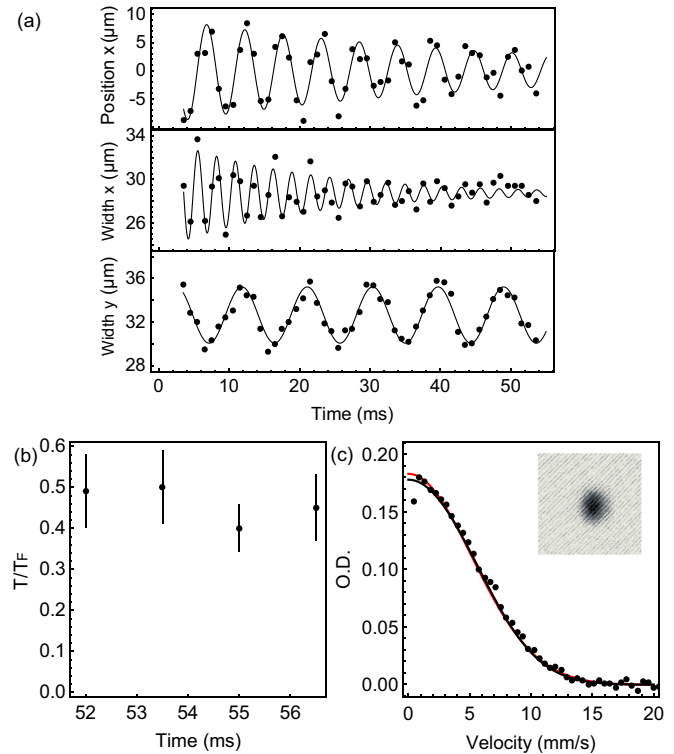 (a)
Position x (μm)
10
5
0
-5
Width x (μm)
34
30
26
Width y (μm)
36
32
28
0 10 20 30 40 50
Time (ms)
(b)
T/TF
0.6
0.5
0.4
0.3
0.2
0.1
0.0
52 53 54 55 56
Time (ms)
(c)
O.D.
0.20
0.15
0.10
0.05
0.00
0 5 10 15 20
Velocity (mm/s)